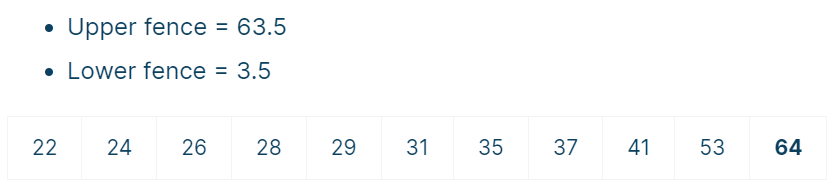 Upper fence = 63.5
Lower fence = 3.5
22 24 26 28 29 31 35 37 41 53 64